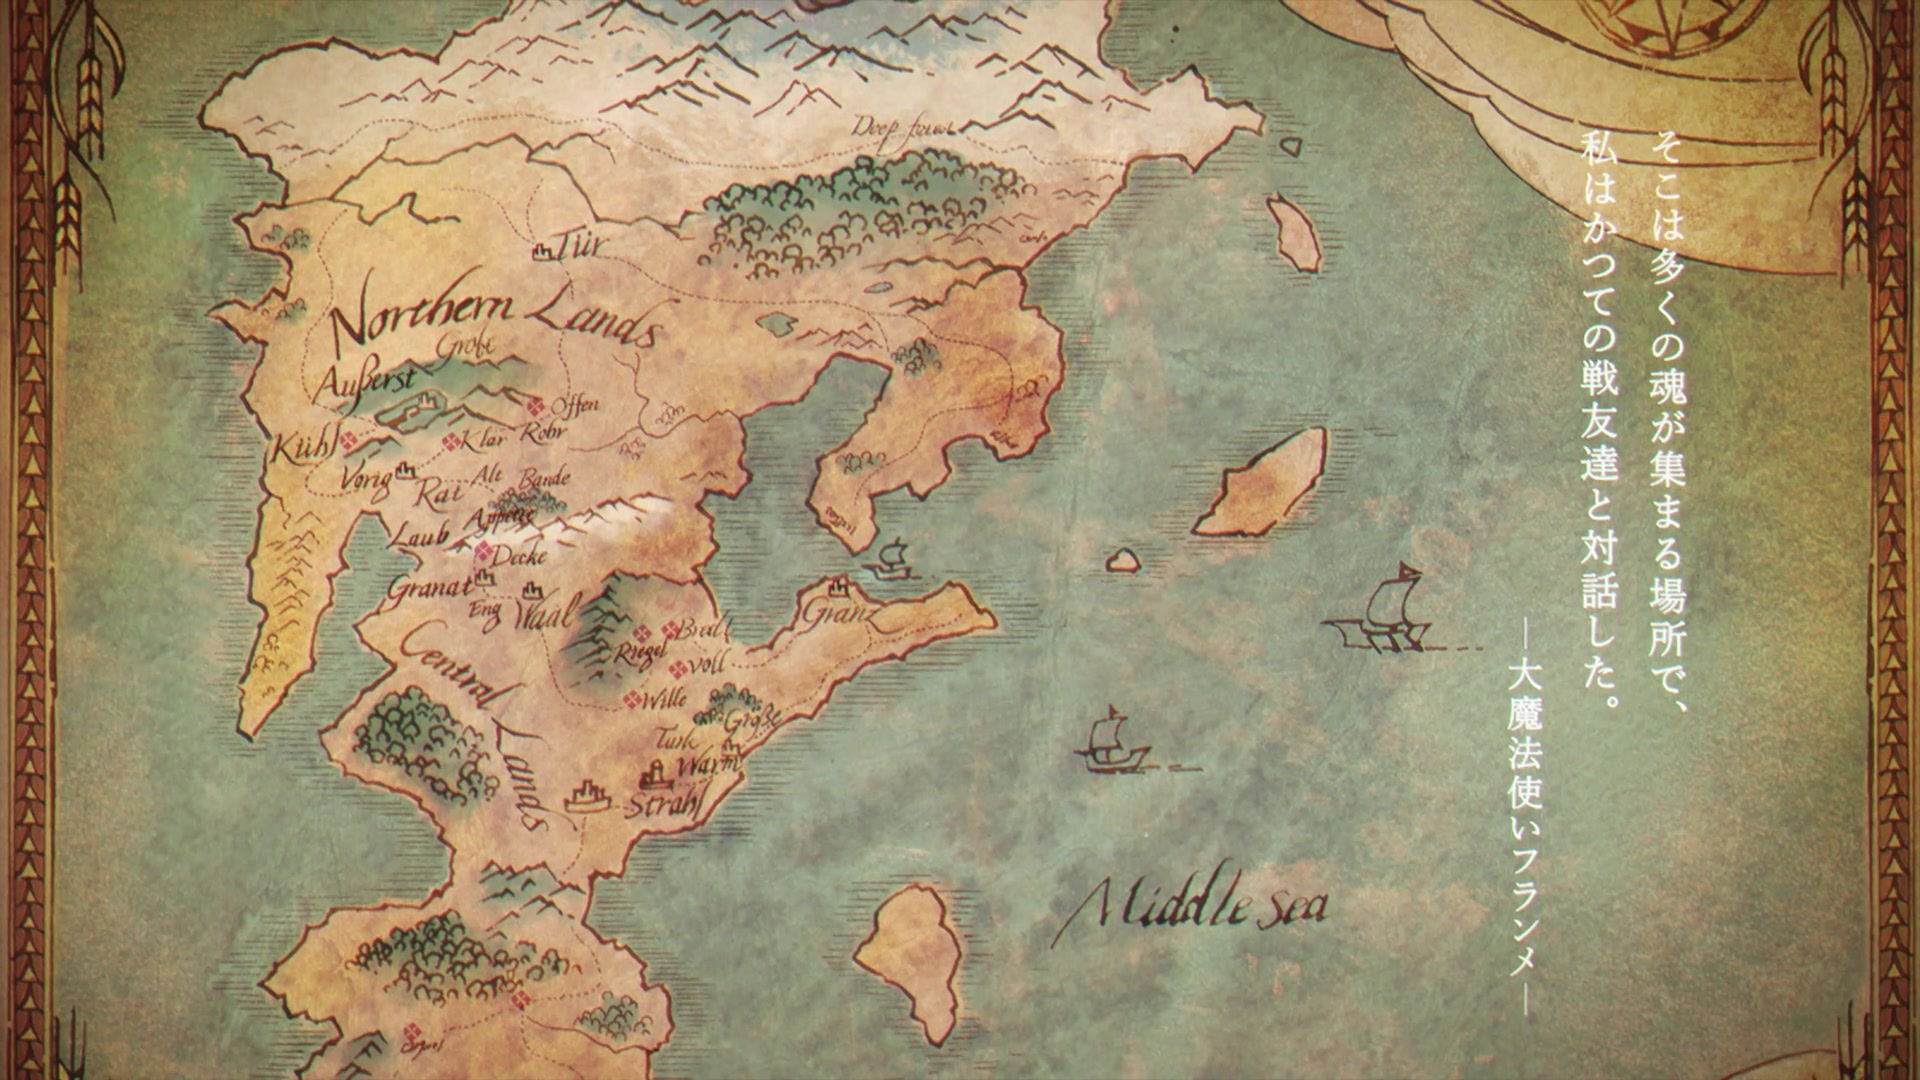 そこは多くの魂が集まる場所で、
私はかつての戦友達と対話した。
―大魔法使いフランメ―
Deep forest
Tür
Northern Lands
Grobe
Außerst
Offen
Kühl
Klar
Rohr
Vorig
Rat
Alt
Bande
Appetit
Laub
Decke
Granat
Eng
Waal
Granz
Riegel
Breit
Voll
Central Lands
Wille
Große
Turk
Warm
Strahl
Middle sea